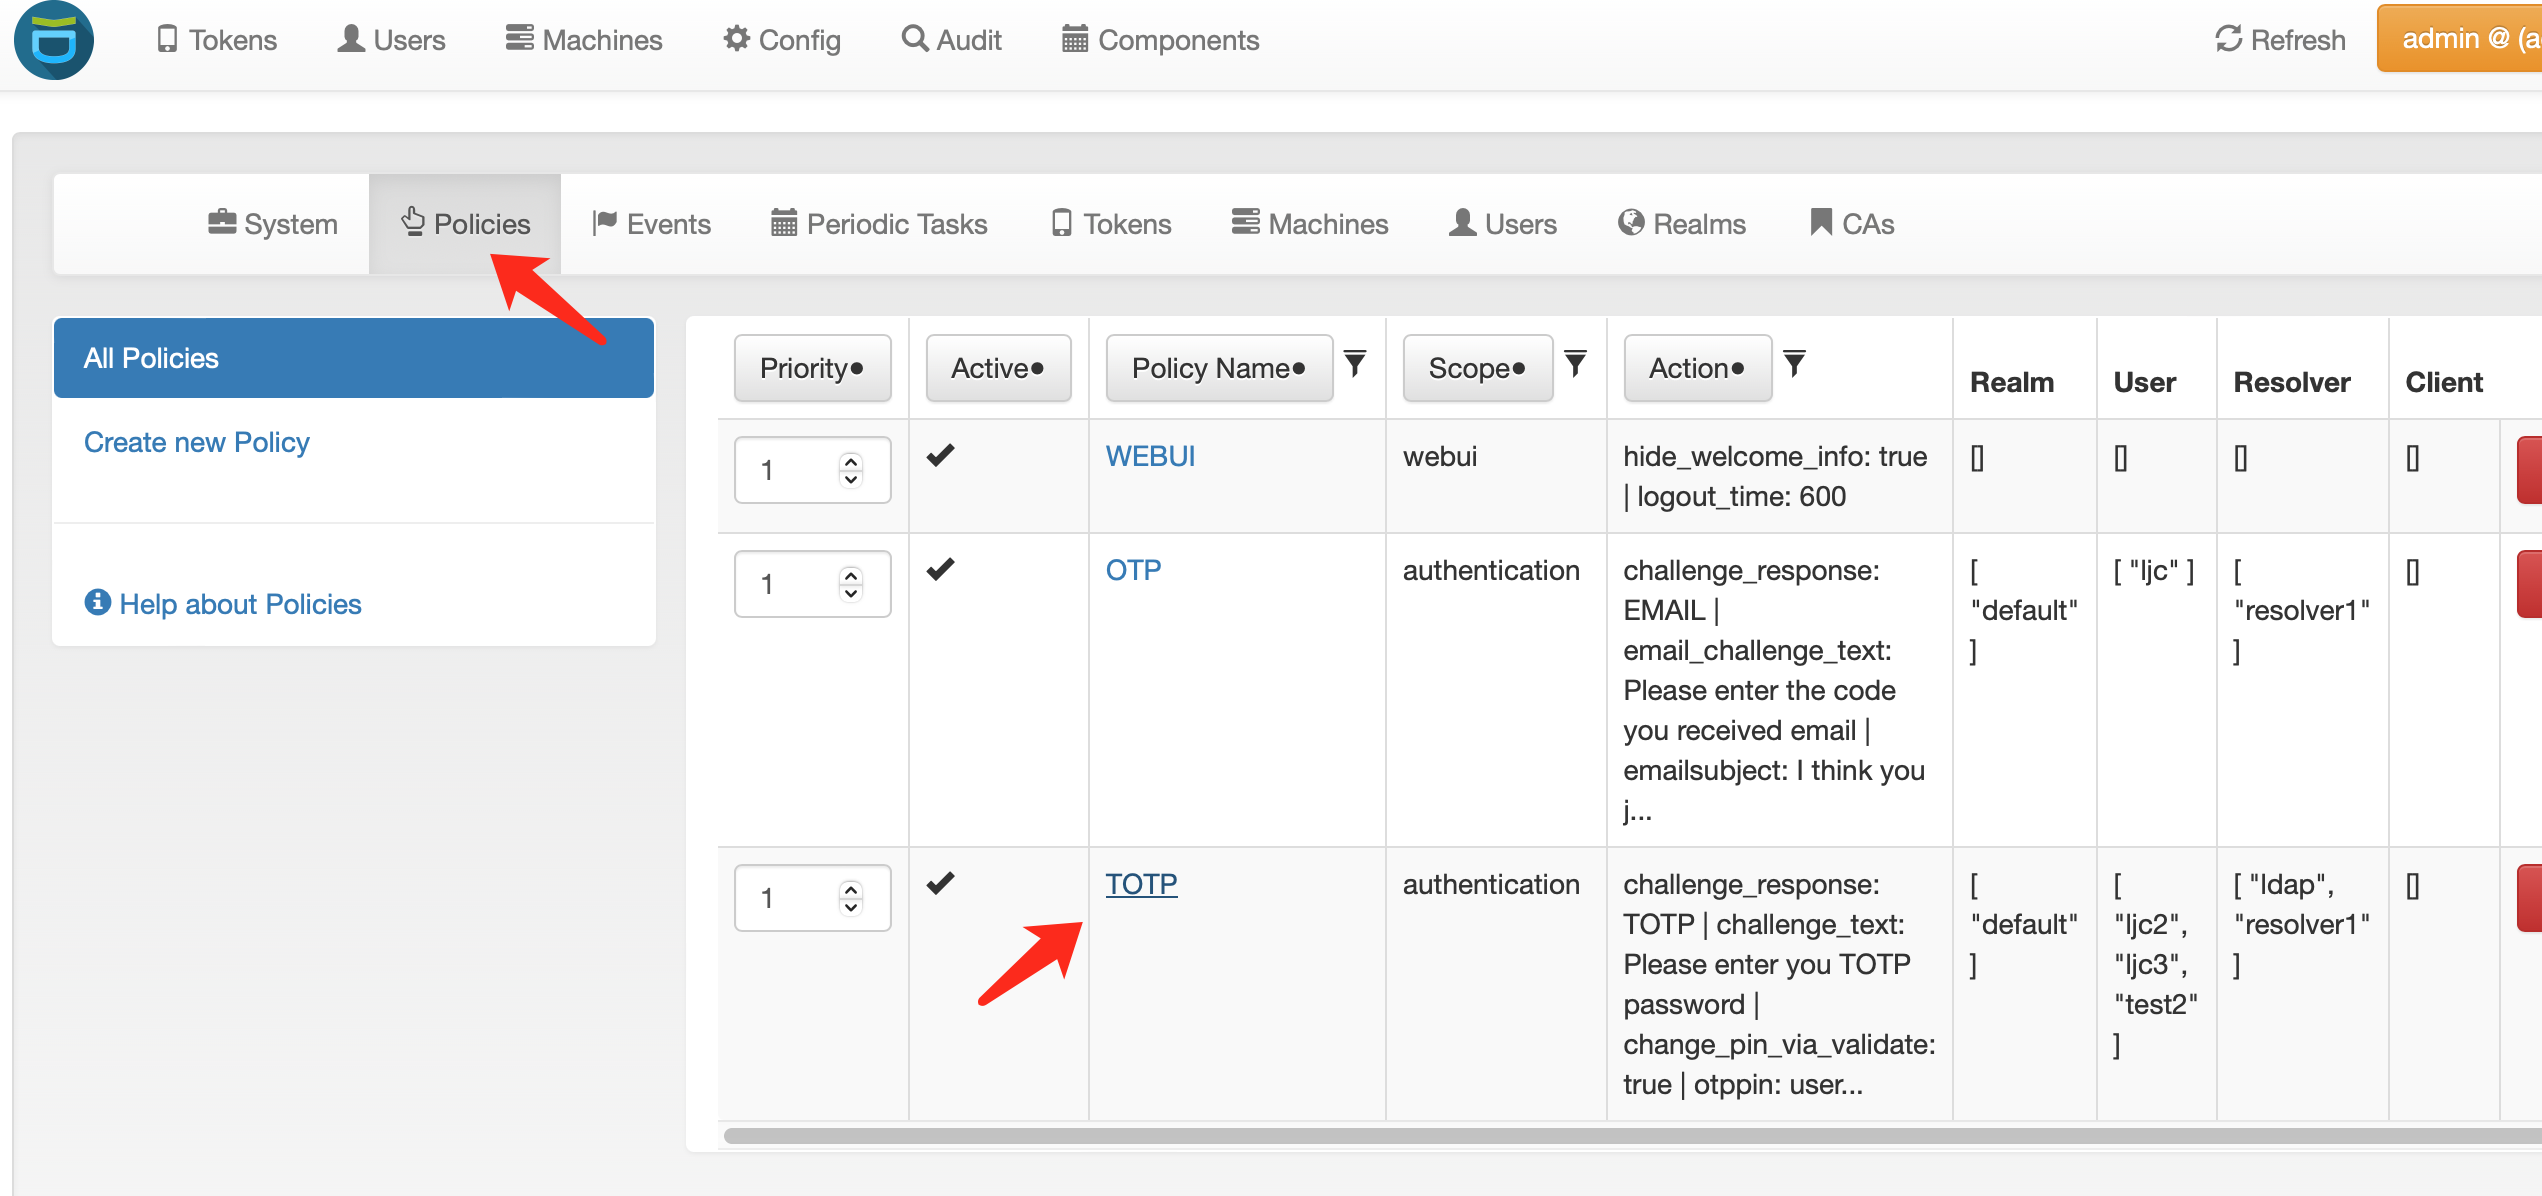 Tokens Users Machines Config Audit Components Refresh admin @ (a
System Policies Events Periodic Tasks Tokens Machines Users Realms CAs
All Policies
Create new Policy
Help about Policies
Priority● Active● Policy Name● Scope● Action● Realm User Resolver Client
1 WEBUI webui hide_welcome_info: true [] [] [] []
| logout_time: 600
1 OTP authentication challenge_response: [ [ "ljc" ] [ []
EMAIL | "default" "resolver1"
email_challenge_text: ] ]
Please enter the code
you received email |
emailsubject: I think you
j...
1 TOTP authentication challenge_response: [ [ [ "ldap", []
TOTP | challenge_text: "default" "ljc2", "resolver1"
Please enter you TOTP ] "ljc3", ]
password | "test2"
change_pin_via_validate: ]
true | otppin: user...